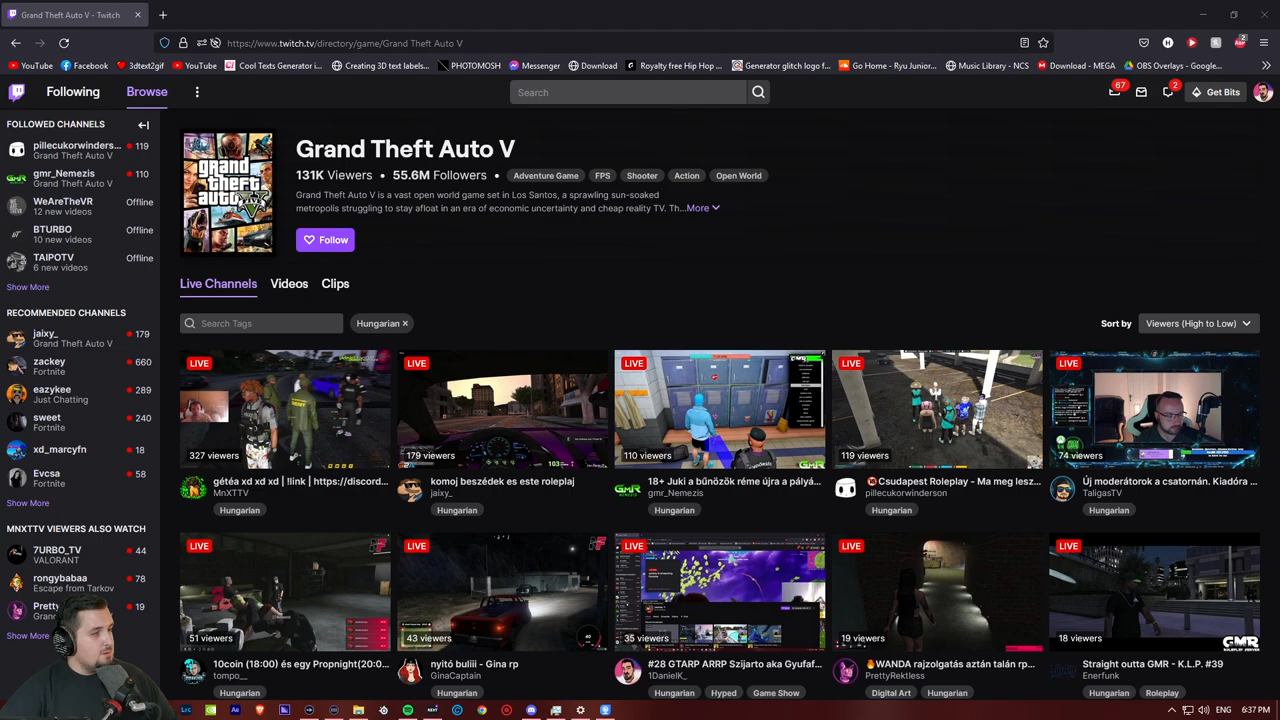 Grand Theft Auto V - Twitch
https://www.twitch.tv/directory/game/Grand Theft Auto V
YouTube Facebook 3dtext2gif YouTube Cool Texts Generator i... Creating 3D text labels... PHOTOMOSH Messenger Download Royalty free Hip Hop ... Generator glitch logo f... Go Home - Ryu Junior... Music Library - NCS Download - MEGA OBS Overlays - Google...
Following Browse Search 67 2 Get Bits
FOLLOWED CHANNELS
pillecukorwinders... 119
Grand Theft Auto V
gmr_Nemezis 110
Grand Theft Auto V
WeAreTheVR Offline
12 new videos
BTURBO Offline
10 new videos
TAIPOTV Offline
6 new videos
Show More
RECOMMENDED CHANNELS
jaixy_ 179
Grand Theft Auto V
zackey 660
Fortnite
eazykee 289
Just Chatting
sweet 240
Fortnite
xd_marcyfn 18
Evcsa 58
Fortnite
Show More
MNXTTV VIEWERS ALSO WATCH
7URBO_TV 44
VALORANT
rongybabaa 78
Escape from Tarkov
Pretty 19
Show More
Grand Theft Auto V
131K Viewers • 55.6M Followers • Adventure Game FPS Shooter Action Open World
Grand Theft Auto V is a vast open world game set in Los Santos, a sprawling sun-soaked
metropolis struggling to stay afloat in an era of economic uncertainty and cheap reality TV. Th...More
Follow
Live Channels Videos Clips
Search Tags Hungarian Sort by Viewers (High to Low)
LIVE LIVE LIVE LIVE LIVE
327 viewers 179 viewers 110 viewers 119 viewers 74 viewers
gétéa xd xd xd | !link | https://discord...
MnXTTV
Hungarian
komoj beszédek es este roleplaj
jaixy_
Hungarian
18+ Juki a bűnözök réme újra a pályá...
gmr_Nemezis
Hungarian
Csudapest Roleplay - Ma meg lesz...
pillecukorwinderson
Hungarian
Új moderátorok a csatornán. Kiadóra ...
TaligasTV
Hungarian
LIVE LIVE LIVE LIVE LIVE
51 viewers 43 viewers 35 viewers 19 viewers 18 viewers
10coin (18:00) és egy Propnight(20:0...
tompo__
Hungarian
nyitó buliii - Gina rp
GinaCaptain
Hungarian
#28 GTARP ARRP Szijarto aka Gyufaf...
1DanielK_
Hungarian Hyped Game Show
WANDA rajzolgatás aztán talán rp...
PrettyRektless
Digital Art Hungarian
GMR
Straight outta GMR - K.L.P. #39
Enerfunk
Hungarian Roleplay
ENG 6:37 PM